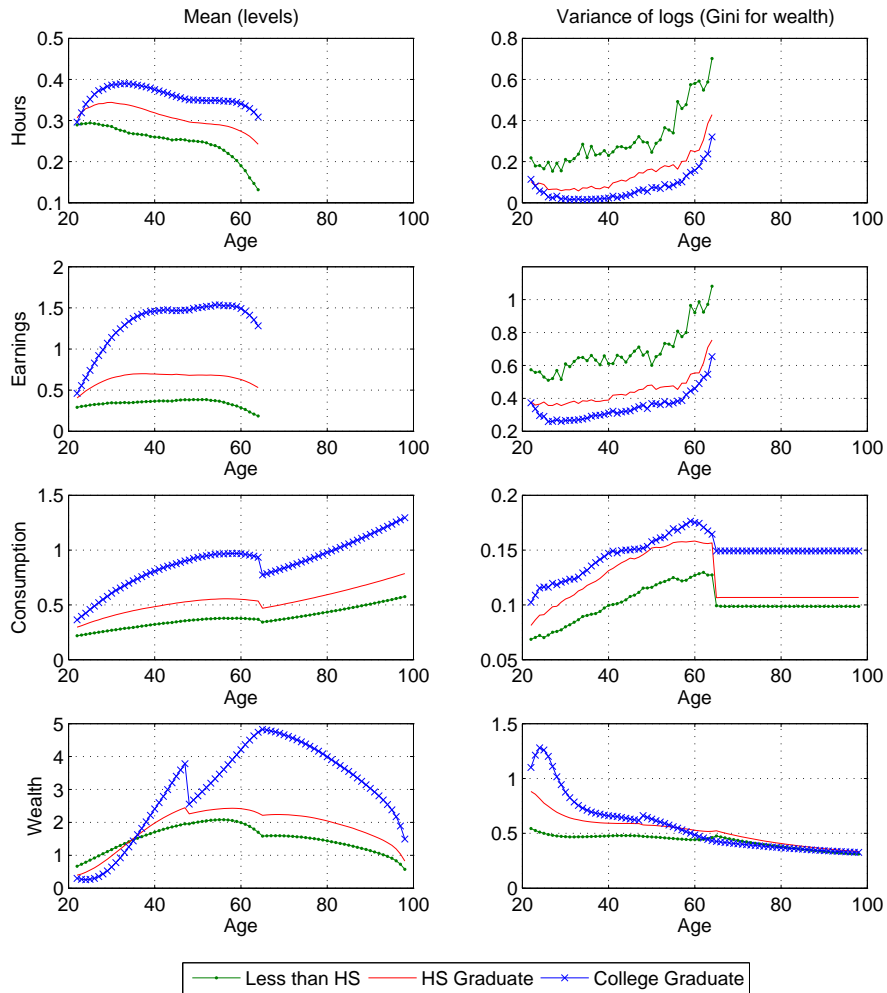 Mean (levels)
Variance of logs (Gini for wealth)
Hours
0.5
0.4
0.3
0.2
0.1
20 40 60 80 100
Age
0.8
0.6
0.4
0.2
0
20 40 60 80 100
Age
Earnings
2
1.5
1
0.5
0
20 40 60 80 100
Age
1
0.8
0.6
0.4
0.2
20 40 60 80 100
Age
Consumption
1.5
1
0.5
0
20 40 60 80 100
Age
0.2
0.15
0.1
0.05
20 40 60 80 100
Age
Wealth
5
4
3
2
1
0
20 40 60 80 100
Age
1.5
1
0.5
0
20 40 60 80 100
Age
Less than HS HS Graduate College Graduate